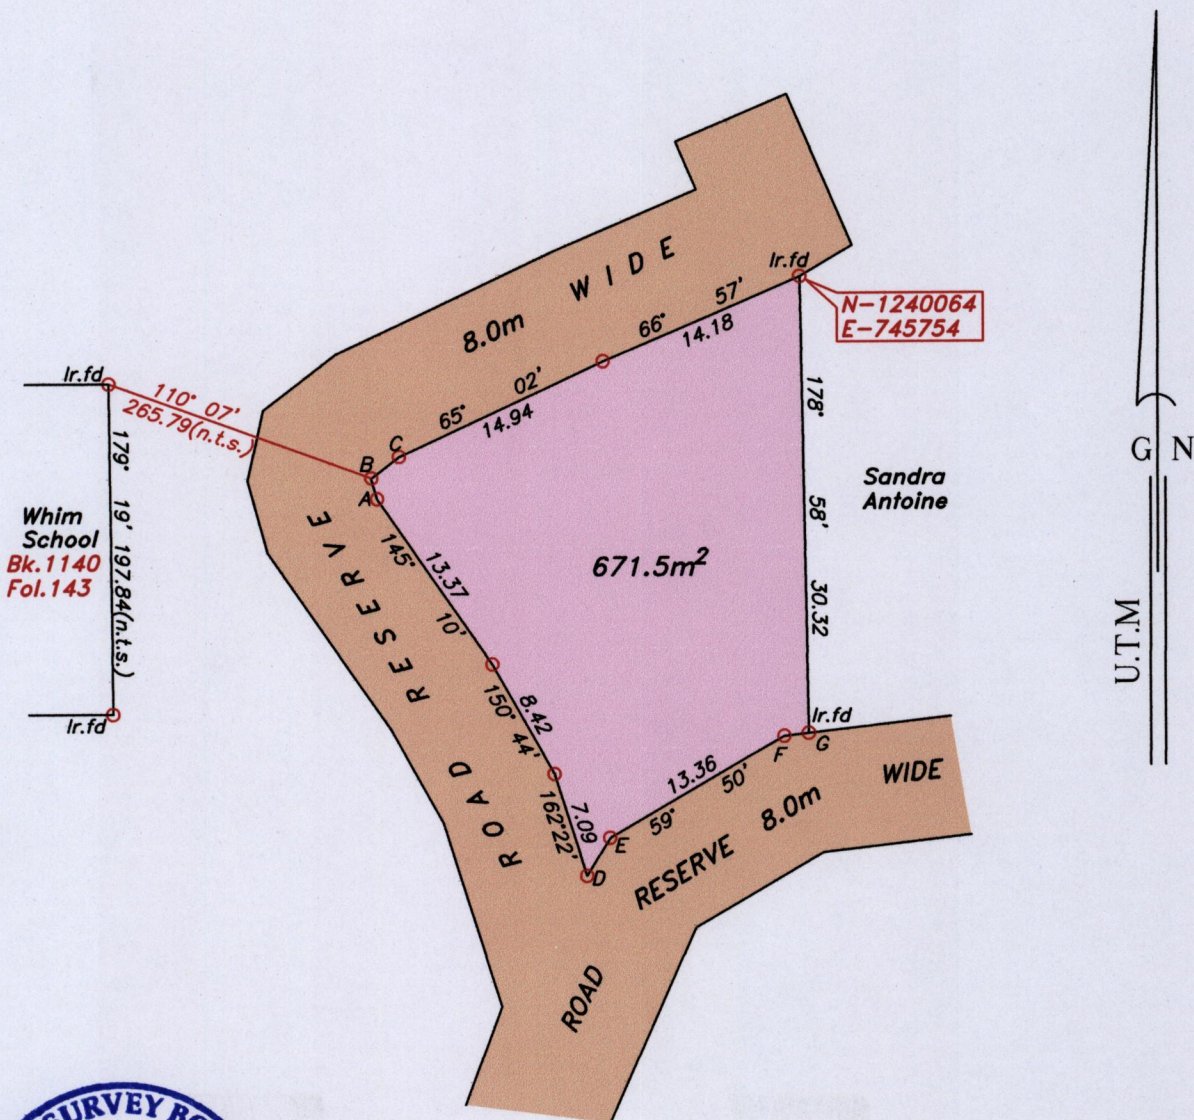 8.0m WIDE
Ir.fd
N-1240064
E-745754
66° 57'
14.18
65° 02'
14.94
Ir.fd
110° 07'
265.79(n.t.s.)
179° 19' 197.84(n.t.s.)
Whim
School
Bk.1140
Fol.143
Ir.fd
C
B
A
178° 58' 30.32
Sandra
Antoine
G N
U.T.M
671.5m²
145° 10'
13.37
150° 44'
8.42
162°22'
7.09
ROAD RESERVE
Ir.fd
F
G
13.36
59° 50'
E
D
ROAD RESERVE 8.0m WIDE
SURVEY